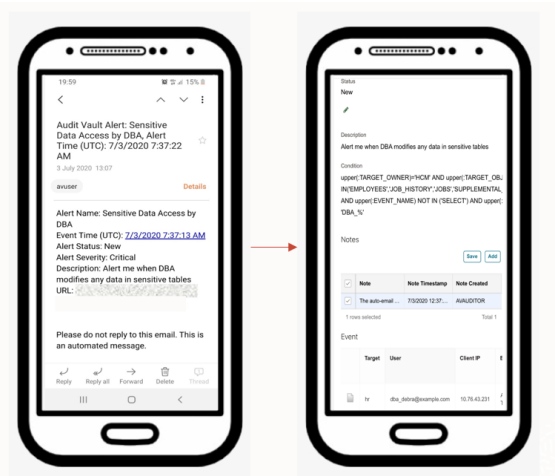 19:59
15%
Audit Vault Alert: Sensitive
Data Access by DBA, Alert
Time (UTC): 7/3/2020 7:37:22
AM
3 July 2020 13:07
avuser
Details
Alert Name: Sensitive Data Access by
DBA
Event Time (UTC): 7/3/2020 7:37:13 AM
Alert Status: New
Alert Severity: Critical
Description: Alert me when DBA
modifies any data in sensitive tables
URL:
Please do not reply to this email. This is
an automated message.
Reply Reply all Forward Delete Thread
Status
New
Description
Alert me when DBA modifies any data in sensitive tables
Condition
upper(:TARGET_OWNER)='HCM' AND upper(:TARGET_OBJ
IN('EMPLOYEES','JOB_HISTORY','JOBS','SUPPLEMENTAL_
AND upper(:EVENT_NAME) NOT IN ('SELECT') AND upper(:
'DBA_%'
Notes
Save Add
Note Note Timestamp Note Created
The auto-email ... 7/3/2020 12:37:... AVAUDITOR
1 rows selected Total 1
Event
Target User Client IP
hr dba_debra@example.com 10.76.43.231